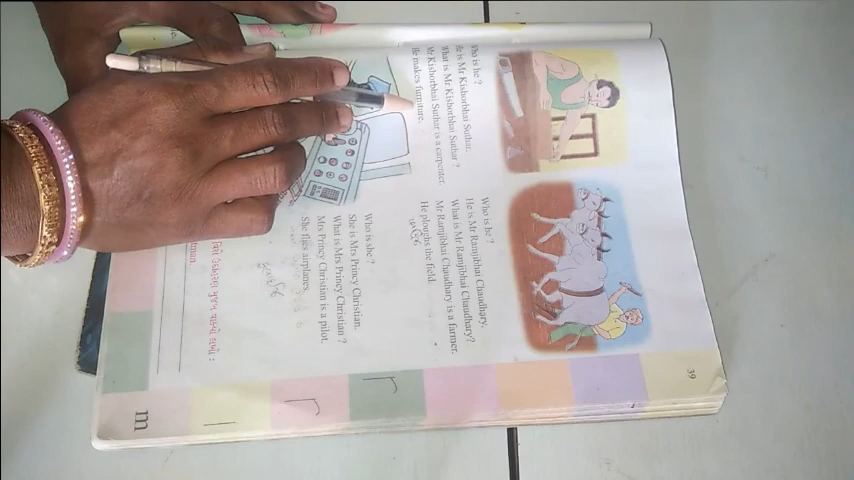 39
Who is he ?
He is Mr Kishorbhai Suthar.
What is Mr Kishorbhai Suthar ?
Mr Kishorbhai Suthar is a carpenter.
He makes furniture.
Who is he ?
He is Mr Ramjibhai Chaudhary.
What is Mr Ramjibhai Chaudhary?
Mr Ramjibhai Chaudhary is a farmer.
He ploughs the field.
Who is she ?
She is Mrs Princy Christian.
What is Mrs Princy Christian ?
Mrs Princy Christian is a pilot.
She flies airplanes.
મુજબ વાક્યો લખો :
tman.
m